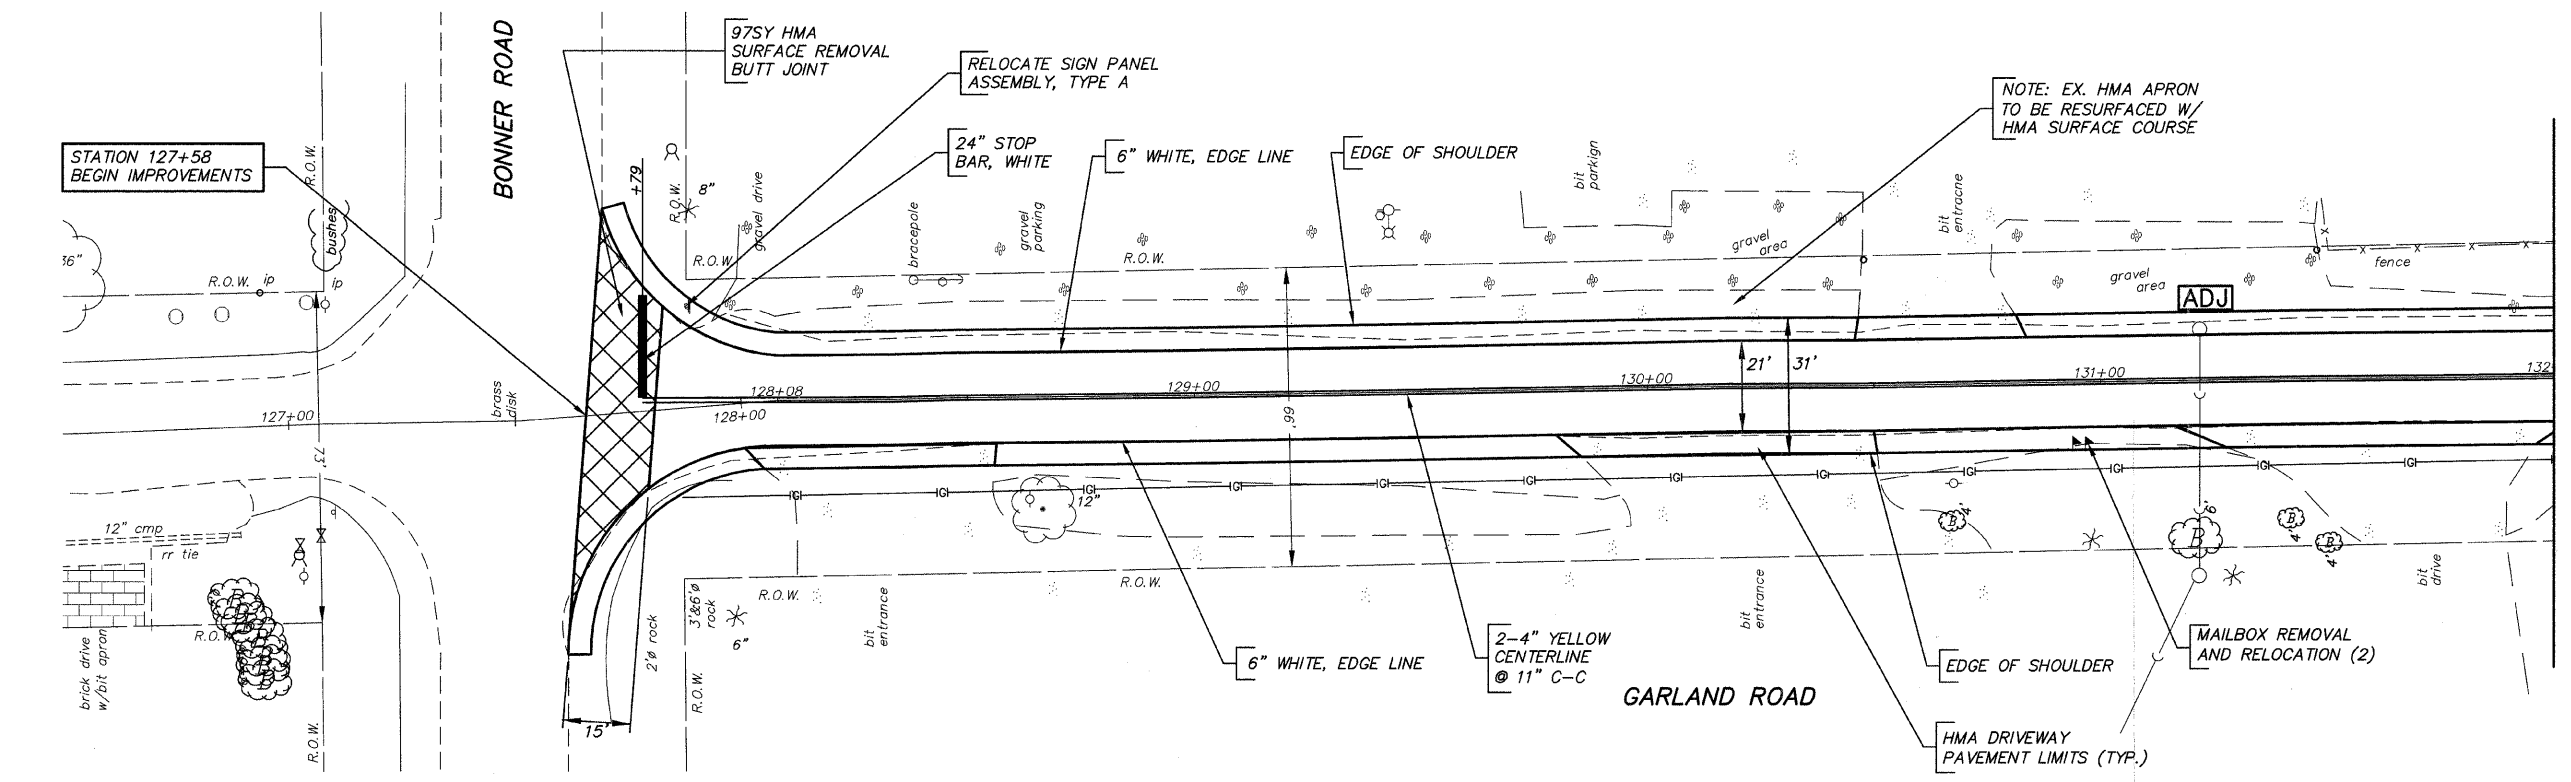 BONNER ROAD
97SY HMA
SURFACE REMOVAL
BUTT JOINT
RELOCATE SIGN PANEL
ASSEMBLY, TYPE A
24" STOP
BAR, WHITE
6" WHITE, EDGE LINE
EDGE OF SHOULDER
NOTE: EX. HMA APRON
TO BE RESURFACED W/
HMA SURFACE COURSE
STATION 127+58
BEGIN IMPROVEMENTS
R.O.W.
bushes
36"
R.O.W.
ip
ip
+79
R.O.W.
8"
gravel drive
R.O.W.
bracepole
gravel
parking
R.O.W.
bit
parkign
gravel
area
bit
entracne
gravel
area
fence
ADJ
21'
31'
127+00
brass
disk
128+08
128+00
129+00
130+00
131+00
132
73'
66'
12" cmp
rr tie
brick drive
w/bit apron
R.O.W.
R.O.W.
15'
2'ø rock
3'&6'ø
rock
6"
R.O.W.
R.O.W.
bit
entrance
12"
R.O.W.
G
G
G
G
G
G
G
G
G
G
G
G
6" WHITE, EDGE LINE
2-4" YELLOW
CENTERLINE
@ 11" C-C
GARLAND ROAD
bit
entrance
4'
B
6'
B
4'
B
4'
B
bit
drive
EDGE OF SHOULDER
MAILBOX REMOVAL
AND RELOCATION (2)
HMA DRIVEWAY
PAVEMENT LIMITS (TYP.)